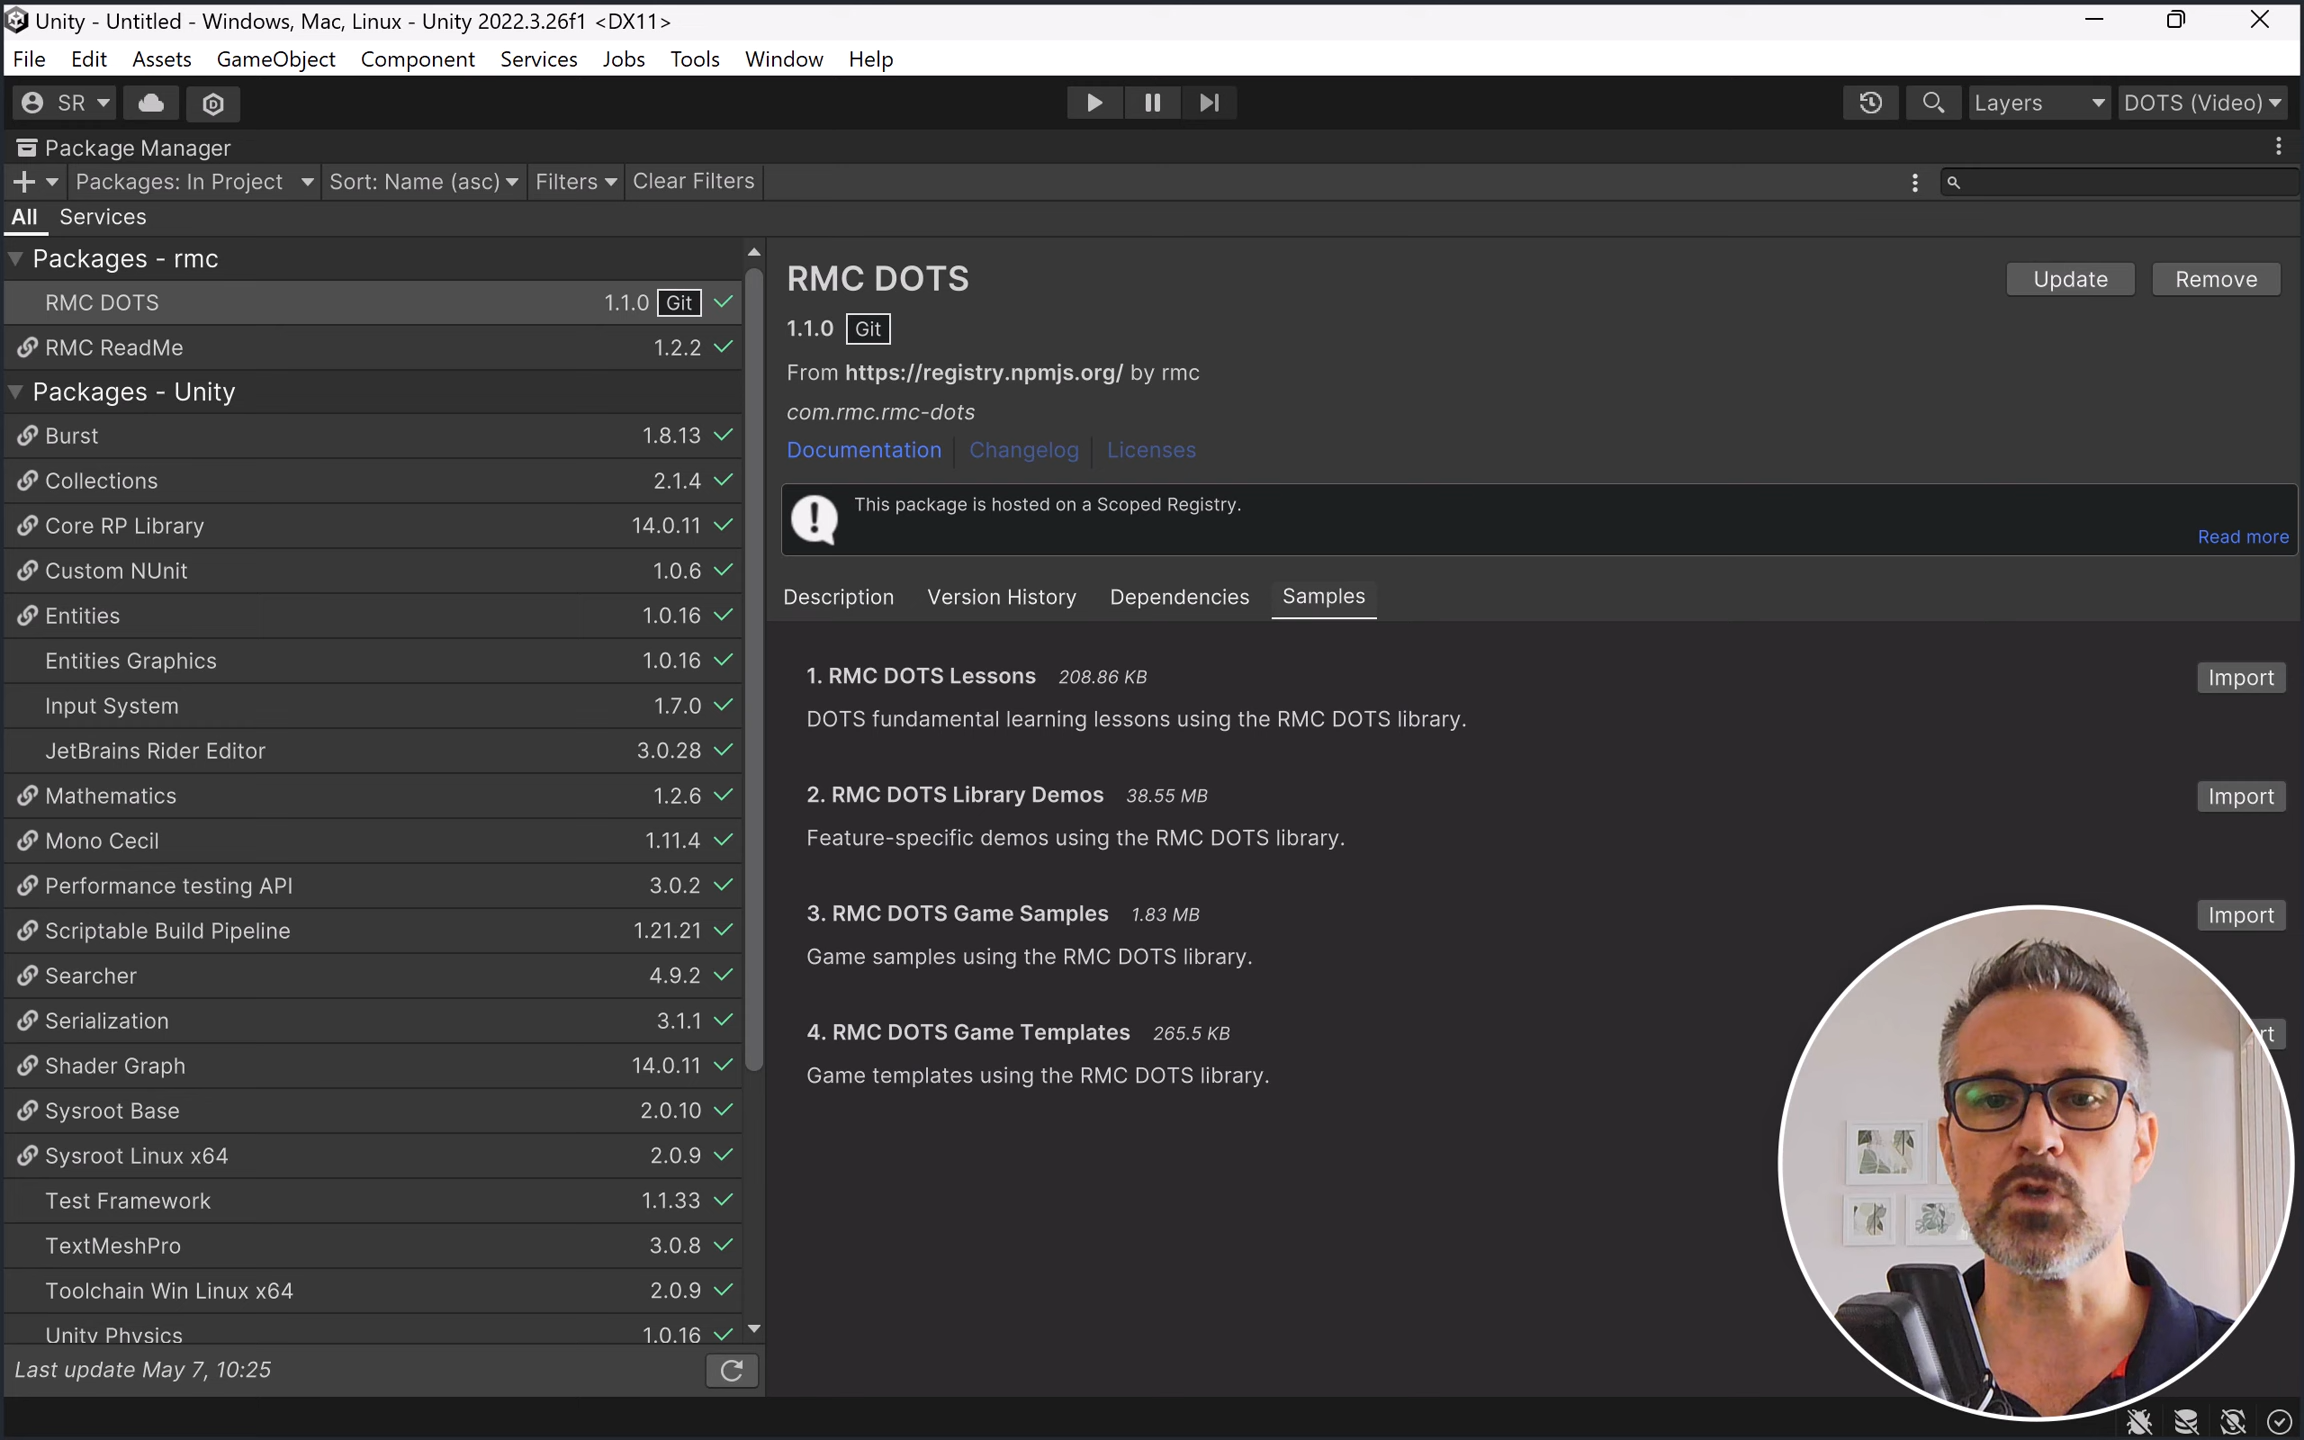 Unity - Untitled - Windows, Mac, Linux - Unity 2022.3.26f1 <DX11>
File Edit Assets GameObject Component Services Jobs Tools Window Help
SR Layers DOTS (Video)
Package Manager
Packages: In Project Sort: Name (asc) Filters Clear Filters
All Services
Packages - rmc
RMC DOTS 1.1.0 Git
RMC ReadMe 1.2.2
Packages - Unity
Burst 1.8.13
Collections 2.1.4
Core RP Library 14.0.11
Custom NUnit 1.0.6
Entities 1.0.16
Entities Graphics 1.0.16
Input System 1.7.0
JetBrains Rider Editor 3.0.28
Mathematics 1.2.6
Mono Cecil 1.11.4
Performance testing API 3.0.2
Scriptable Build Pipeline 1.21.21
Searcher 4.9.2
Serialization 3.1.1
Shader Graph 14.0.11
Sysroot Base 2.0.10
Sysroot Linux x64 2.0.9
Test Framework 1.1.33
TextMeshPro 3.0.8
Toolchain Win Linux x64 2.0.9
Unity Physics 1.0.16
Last update May 7, 10:25
RMC DOTS Update Remove
1.1.0 Git
From https://registry.npmjs.org/ by rmc
com.rmc.rmc-dots
Documentation Changelog Licenses
This package is hosted on a Scoped Registry.
Read more
Description Version History Dependencies Samples
1. RMC DOTS Lessons 208.86 KB Import
DOTS fundamental learning lessons using the RMC DOTS library.
2. RMC DOTS Library Demos 38.55 MB Import
Feature-specific demos using the RMC DOTS library.
3. RMC DOTS Game Samples 1.83 MB Import
Game samples using the RMC DOTS library.
4. RMC DOTS Game Templates 265.5 KB
Game templates using the RMC DOTS library.